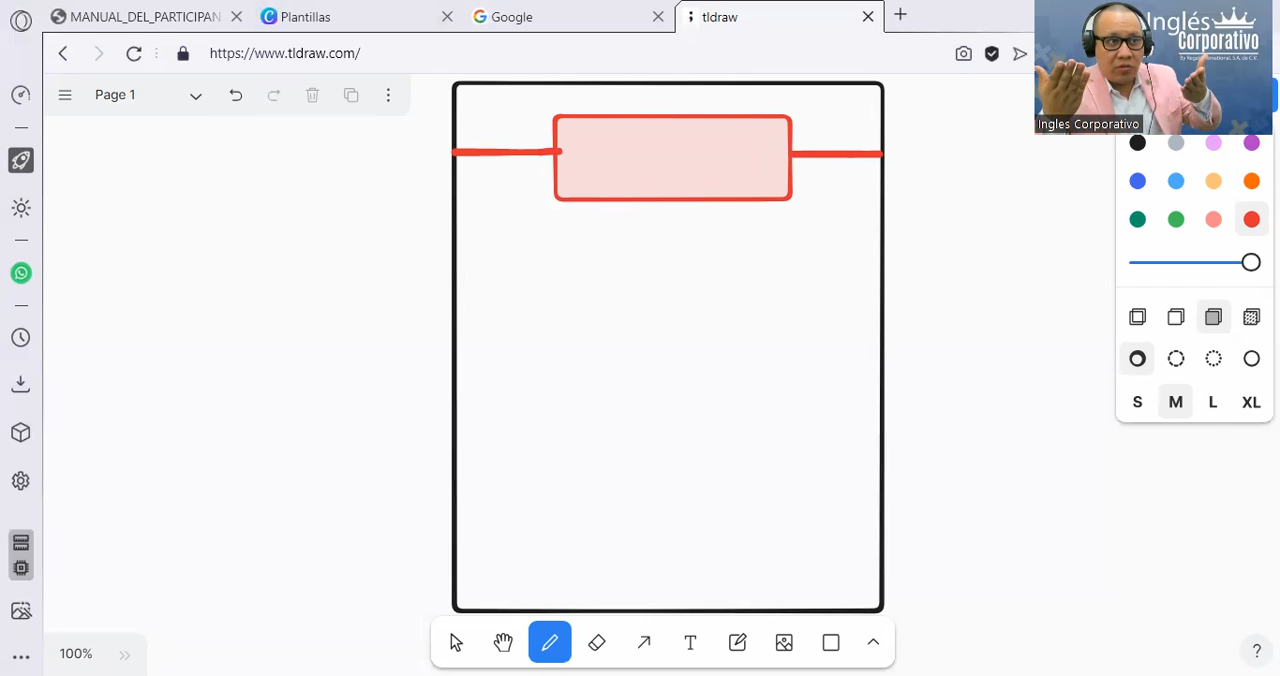 MANUAL_DEL_PARTICIPAN
Plantillas
Google
tldraw
https://www.tldraw.com/
Page 1
Inglés
Corporativo
Ingles Corporativo
S M L XL
T
100%
?